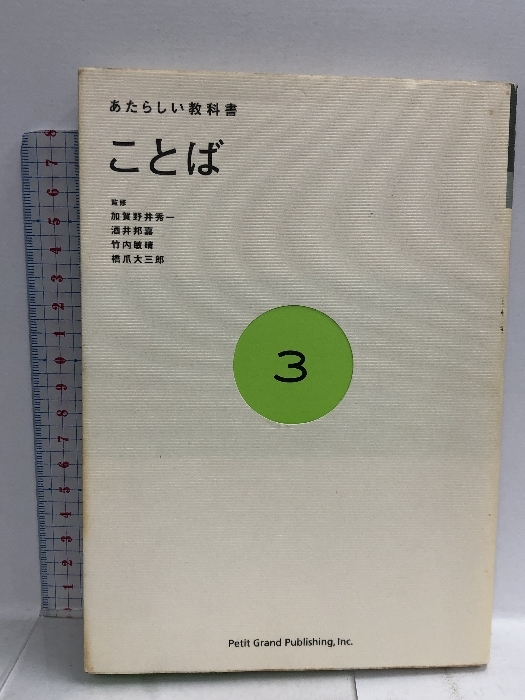 あたらしい教科書
ことば
監修
加賀野井秀一
酒井邦嘉
竹内敏晴
橋爪大三郎
3
Petit Grand Publishing, Inc.